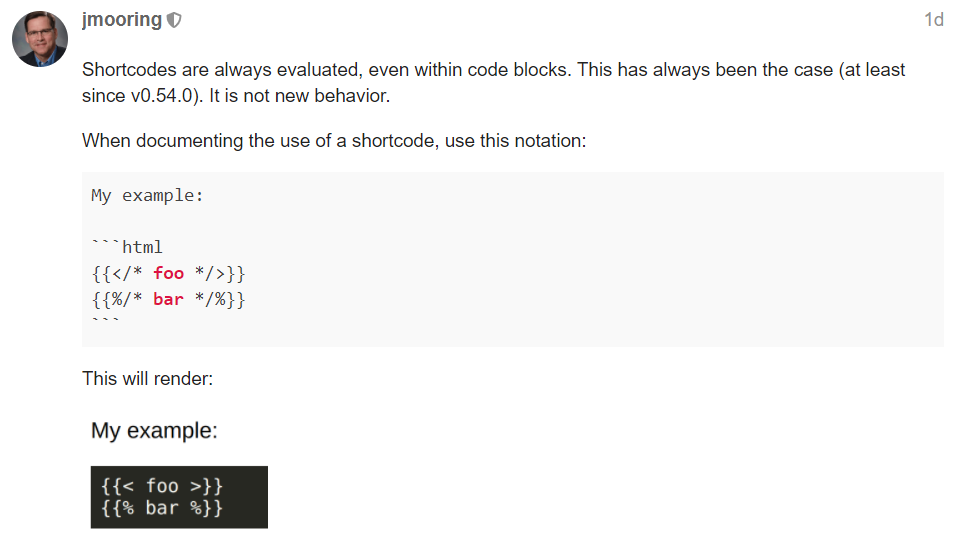 jmooring
1d
Shortcodes are always evaluated, even within code blocks. This has always been the case (at least
since v0.54.0). It is not new behavior.
When documenting the use of a shortcode, use this notation:
My example:
```html
{{</* foo */>}}
{{%/* bar */%}}
```
This will render:
My example:
{{< foo >}}
{{% bar %}}